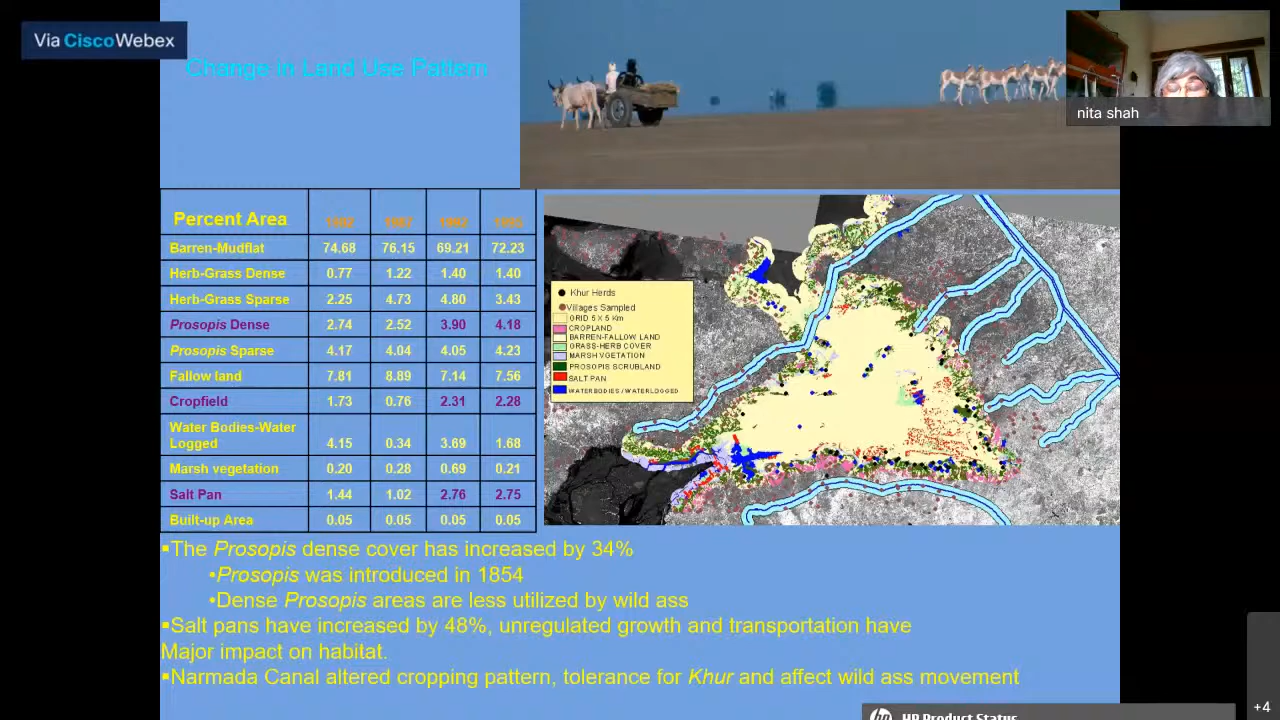 Via CiscoWebex
Change in Land Use Pattern
nita shah
Percent Area
Barren-Mudflat 74.68 76.15 69.21 72.23
Herb-Grass Dense 0.77 1.22 1.40 1.40
Herb-Grass Sparse 2.25 4.73 4.80 3.43
Prosopis Dense 2.74 2.52 3.90 4.18
Prosopis Sparse 4.17 4.04 4.05 4.23
Fallow land 7.81 8.89 7.14 7.56
Cropfield 1.73 0.76 2.31 2.28
Water Bodies-Water
Logged 4.15 0.34 3.69 1.68
Marsh vegetation 0.20 0.28 0.69 0.21
Salt Pan 1.44 1.02 2.76 2.75
Built-up Area 0.05 0.05 0.05 0.05
Khur Herds
Villages Sampled
GRID 5 X 5 Km
CROPLAND
BARREN-FALLOW LAND
GRASS-HERB COVER
MARSH VGETATION
PROSOPIS SCRUBLAND
SALT PAN
WATERBODIES / WATERLOGGED
▪The Prosopis dense cover has increased by 34%
•Prosopis was introduced in 1854
•Dense Prosopis areas are less utilized by wild ass
▪Salt pans have increased by 48%, unregulated growth and transportation have
Major impact on habitat.
▪Narmada Canal altered cropping pattern, tolerance for Khur and affect wild ass movement
+4
hp HP Product Status